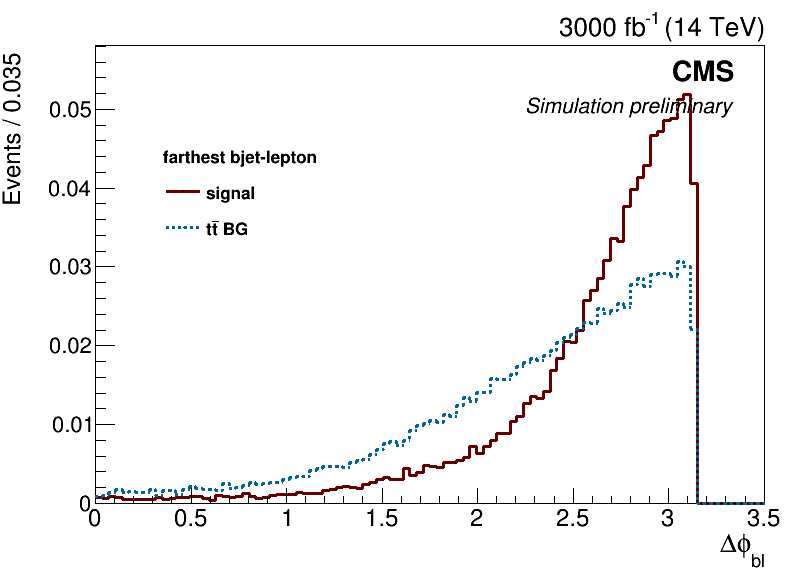 3000 fb⁻¹ (14 TeV)
CMS
Simulation preliminary
Events / 0.035
farthest bjet-lepton
signal
tt̄ BG
0.05
0.04
0.03
0.02
0.01
0
0 0.5 1 1.5 2 2.5 3 3.5
Δϕbl